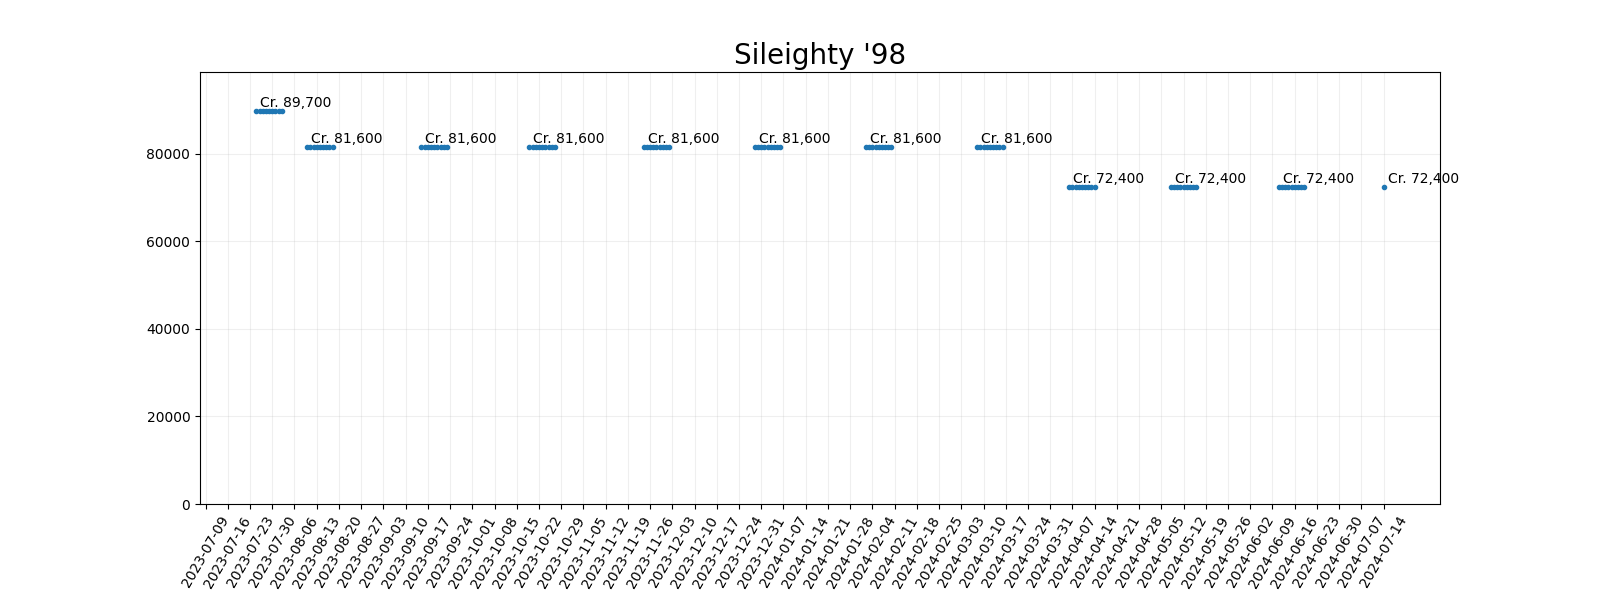 Sileighty '98
Cr. 89,700
Cr. 81,600 Cr. 81,600 Cr. 81,600 Cr. 81,600 Cr. 81,600 Cr. 81,600 Cr. 81,600
80000
Cr. 72,400 Cr. 72,400 Cr. 72,400 Cr. 72,400
60000
40000
20000
0
2023-07-09 2023-07-16 2023-07-23 2023-07-30 2023-08-06 2023-08-13 2023-08-20 2023-08-27 2023-09-03 2023-09-10 2023-09-17 2023-09-24 2023-10-01 2023-10-08 2023-10-15 2023-10-22 2023-10-29 2023-11-05 2023-11-12 2023-11-19 2023-11-26 2023-12-03 2023-12-10 2023-12-17 2023-12-24 2023-12-31 2024-01-07 2024-01-14 2024-01-21 2024-01-28 2024-02-04 2024-02-11 2024-02-18 2024-02-25 2024-03-03 2024-03-10 2024-03-17 2024-03-24 2024-03-31 2024-04-07 2024-04-14 2024-04-21 2024-04-28 2024-05-05 2024-05-12 2024-05-19 2024-05-26 2024-06-02 2024-06-09 2024-06-16 2024-06-23 2024-06-30 2024-07-07 2024-07-14